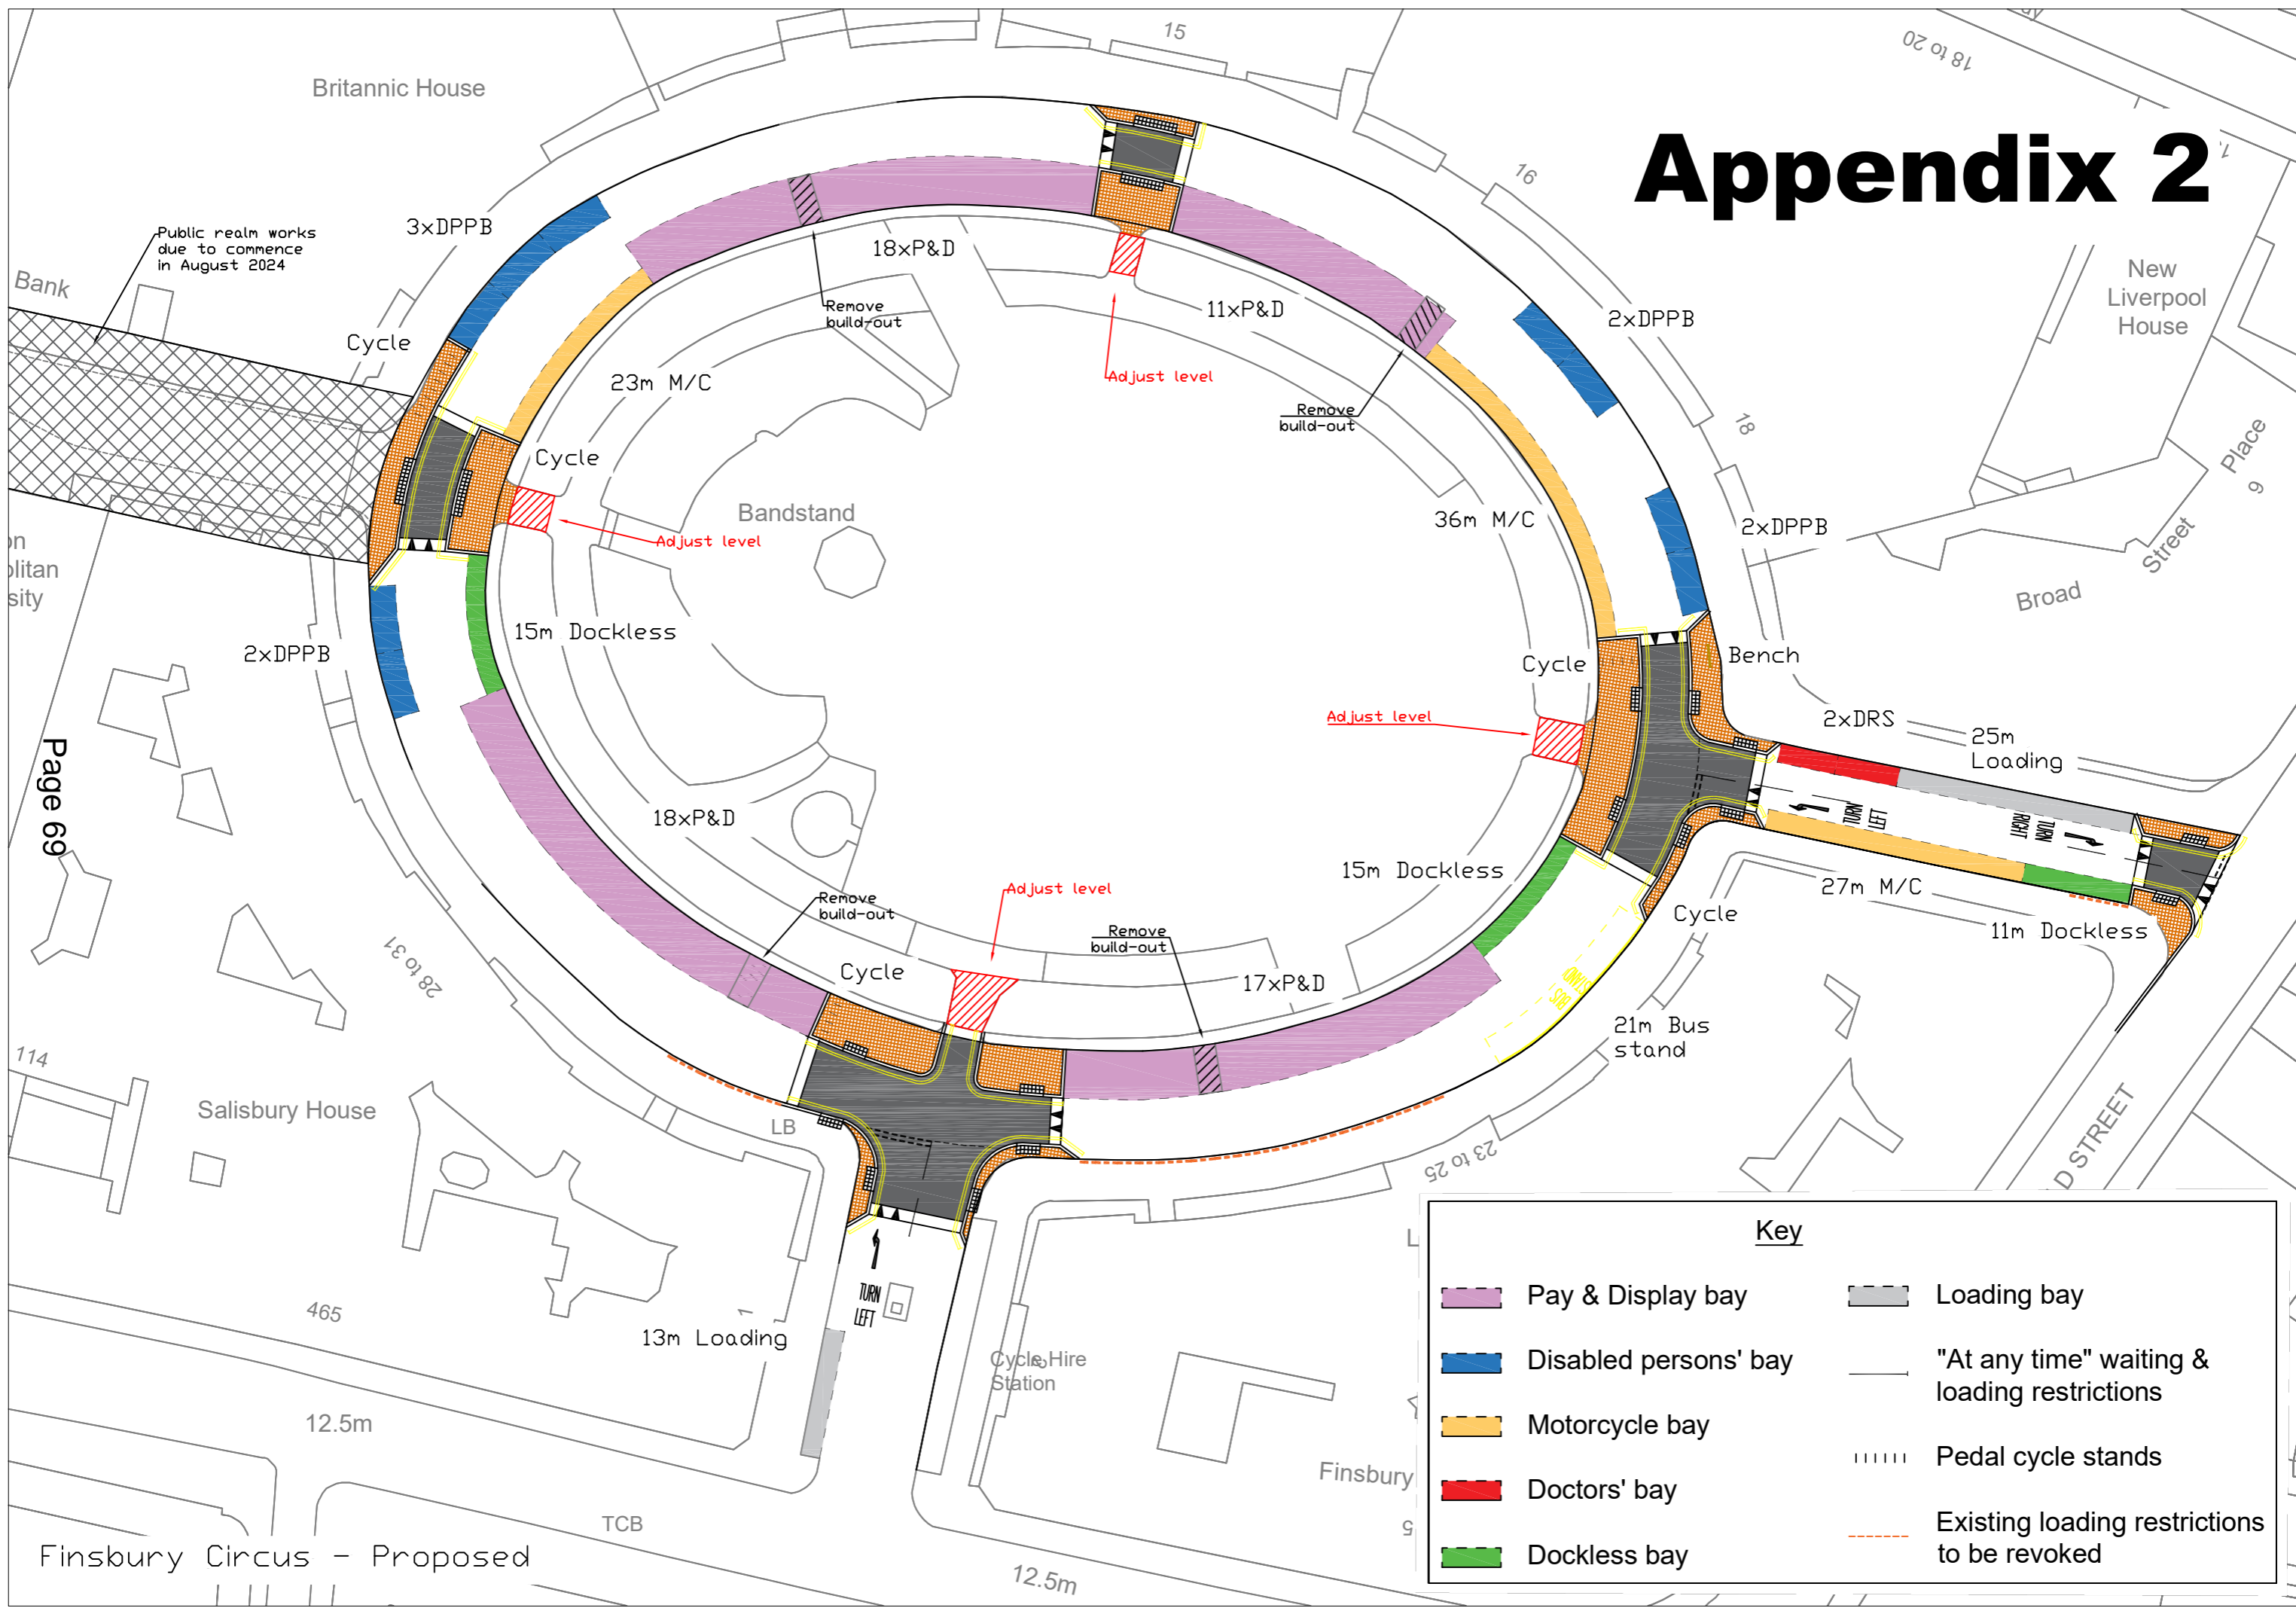 Appendix 2
15
18 to 20
Britannic House
16
Public realm works
due to commence
in August 2024
3xDPPB
18xP&D
11xP&D
2xDPPB
New
Liverpool
House
Bank
Remove
build-out
Cycle
23m M/C
Adjust level
Remove
build-out
18
Place
9
Cycle
Bandstand
36m M/C
2xDPPB
Street
Adjust level
Broad
15m Dockless
2xDPPB
Cycle
Bench
Adjust level
2xDRS
25m
Loading
Page 69
18xP&D
TURN
LEFT
TURN
RIGHT
15m Dockless
27m M/C
Remove
build-out
Adjust level
Cycle
11m Dockless
28 to 31
Remove
build-out
Cycle
17xP&D
BUS STAND
21m Bus
stand
114
Salisbury House
LB
23 to 25
D STREET
465
1
TURN
LEFT
13m Loading
Cycle Hire
Station
2
12.5m
Finsbury
5
TCB
12.5m
Finsbury Circus - Proposed
Key
Pay & Display bay
Disabled persons' bay
Motorcycle bay
Doctors' bay
Dockless bay
Loading bay
"At any time" waiting &
loading restrictions
Pedal cycle stands
Existing loading restrictions
to be revoked